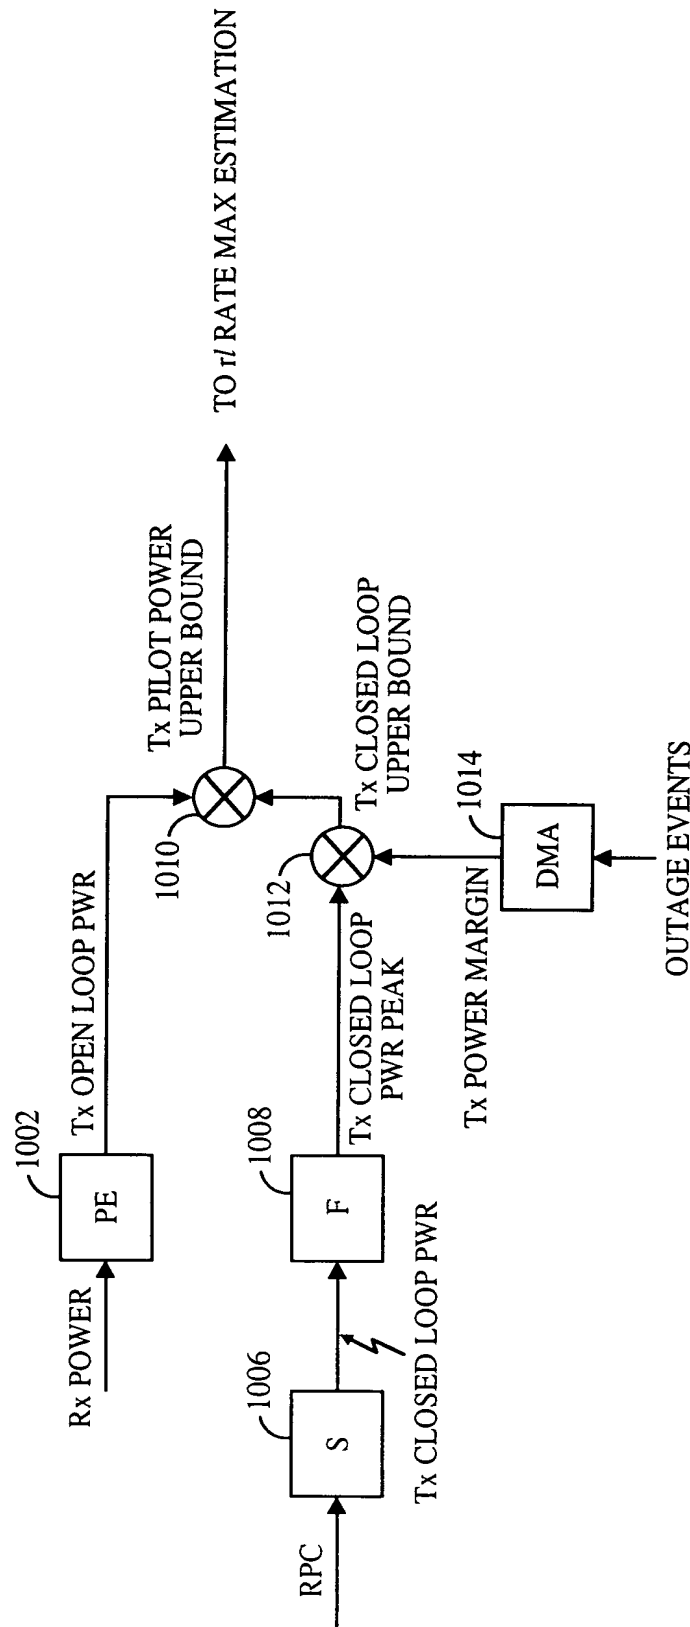 Rx POWER
1002
PE
Tx OPEN LOOP PWR
1010
Tx PILOT POWER
UPPER BOUND
TO rl RATE MAX ESTIMATION
RPC
1006
S
Tx CLOSED LOOP PWR
1008
F
Tx CLOSED LOOP
PWR PEAK
1012
Tx CLOSED LOOP
UPPER BOUND
Tx POWER MARGIN
1014
DMA
OUTAGE EVENTS